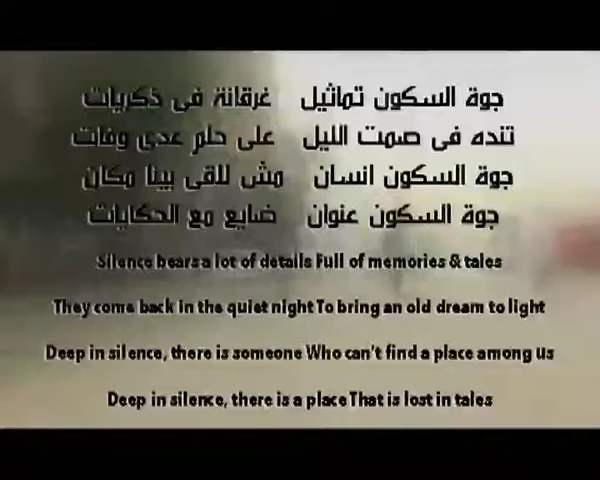 جوة السكون تماثيل غرقانة فى ذكريات
تنده فى صمت الليل على حلم عدى وفات
جوة السكون انسان مش لاقى بينا مكان
جوة السكون عنوان ضايع مع الحكايات
Silence bears a lot of details Full of memories & tales
They come back in the quiet night To bring an old dream to light
Deep in silence, there is someone Who can't find a place among us
Deep in silence, there is a place That is lost in tales